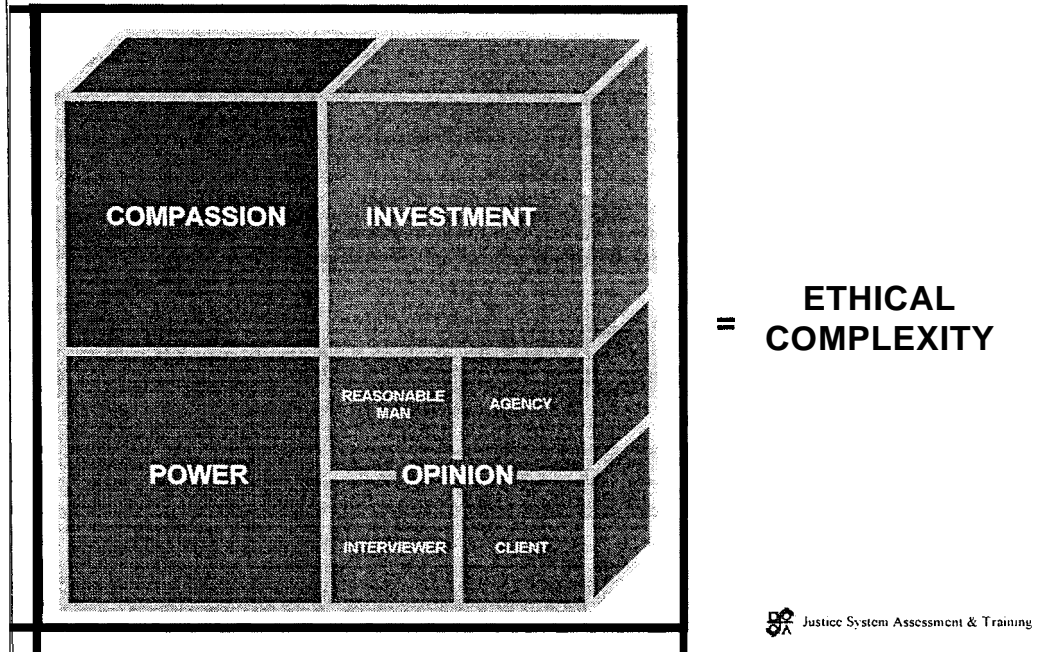 COMPASSION
INVESTMENT
=
ETHICAL
COMPLEXITY
REASONABLE
MAN
AGENCY
POWER
OPINION
INTERVIEWER
CLIENT
Justice System Assessment & Training